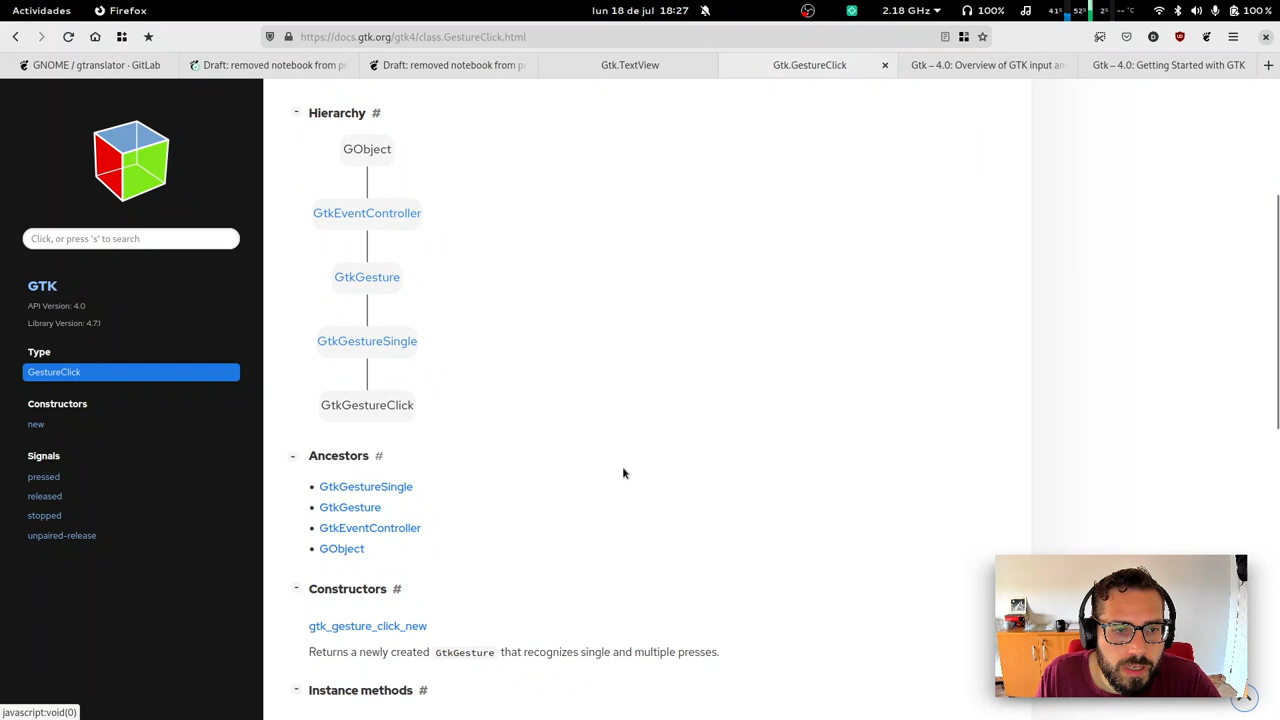 Actividades
Firefox
lun 18 de jul 18:27
2.18 GHz
100%
41%
52%
2%
-- °C
100 %
https://docs.gtk.org/gtk4/class.GestureClick.html
GNOME / gtranslator · GitLab
Draft: removed notebook from p
Draft: removed notebook from p
Gtk.TextView
Gtk.GestureClick
Gtk – 4.0: Overview of GTK input an
Gtk – 4.0: Getting Started with GTK
Click, or press 's' to search
GTK
API Version: 4.0
Library Version: 4.7.1
Type
GestureClick
Constructors
new
Signals
pressed
released
stopped
unpaired-release
- Hierarchy #
GObject
GtkEventController
GtkGesture
GtkGestureSingle
GtkGestureClick
- Ancestors #
• GtkGestureSingle
• GtkGesture
• GtkEventController
• GObject
- Constructors #
gtk_gesture_click_new
Returns a newly created GtkGesture that recognizes single and multiple presses.
- Instance methods #
javascript:void(0)